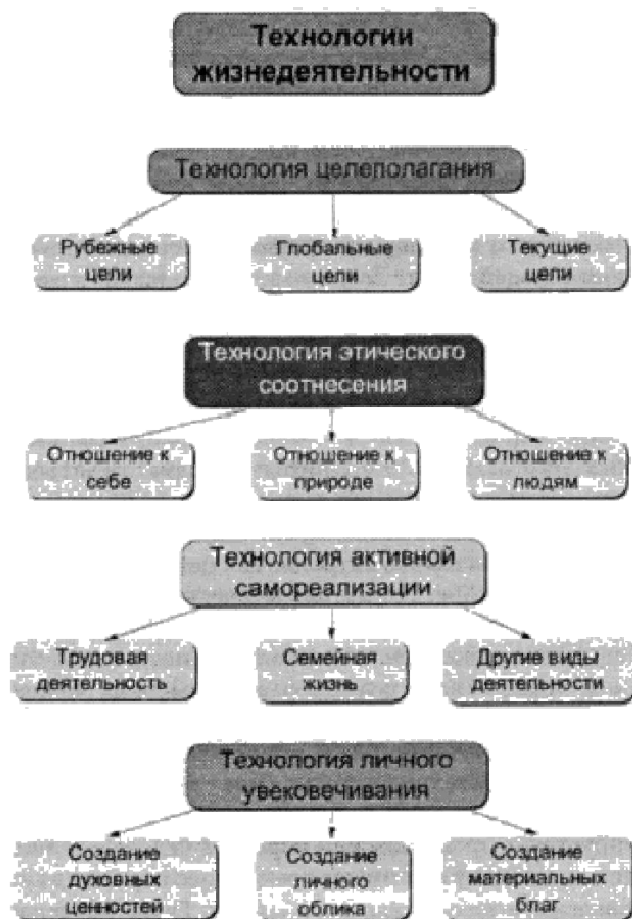 Технологии
жизнедеятельности
Технология целеполагания
Рубежные
цели
Глобальные
цели
Текущие
цели
Технология этического
соотнесения
Отношение к
себе
Отношение к
природе
Отношение к
людям
Технология активной
самореализации
Трудовая
деятельность
Семейная
жизнь
Другие виды
деятельности
Технология личного
увековечивания
Создание
духовных
ценностей
Создание
личного
облика
Создание
материальных
благ